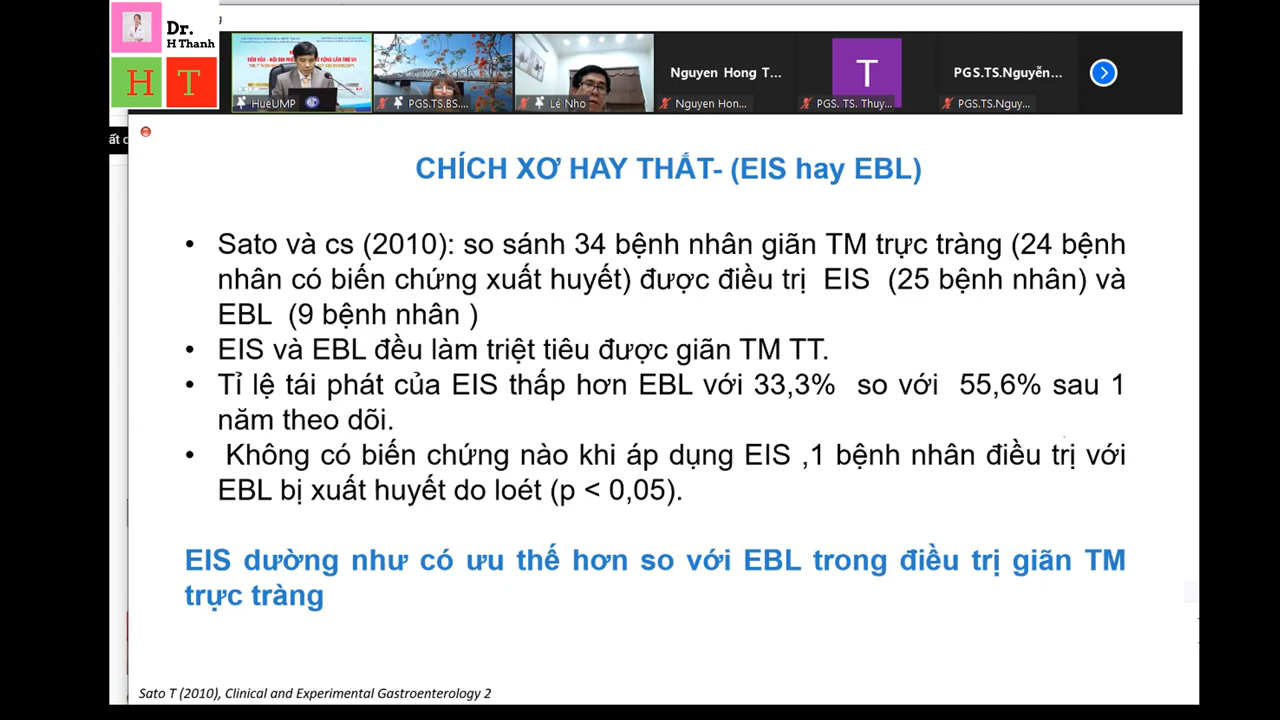 Dr.
H Thanh
H T
HueUMP
PGS.TS.BS....
Lê Nho
Nguyen Hong T...
Nguyen Hon...
T
PGS. TS. Thuy...
PGS.TS.Nguyễn...
PGS.TS.Nguy...
ất c
CHÍCH XƠ HAY THẮT- (EIS hay EBL)
• Sato và cs (2010): so sánh 34 bệnh nhân giãn TM trực tràng (24 bệnh
nhân có biến chứng xuất huyết) được điều trị EIS (25 bệnh nhân) và
EBL (9 bệnh nhân )
• EIS và EBL đều làm triệt tiêu được giãn TM TT.
• Tỉ lệ tái phát của EIS thấp hơn EBL với 33,3% so với 55,6% sau 1
năm theo dõi.
• Không có biến chứng nào khi áp dụng EIS ,1 bệnh nhân điều trị với
EBL bị xuất huyết do loét (p < 0,05).
EIS dường như có ưu thế hơn so với EBL trong điều trị giãn TM
trực tràng
Sato T (2010), Clinical and Experimental Gastroenterology 2